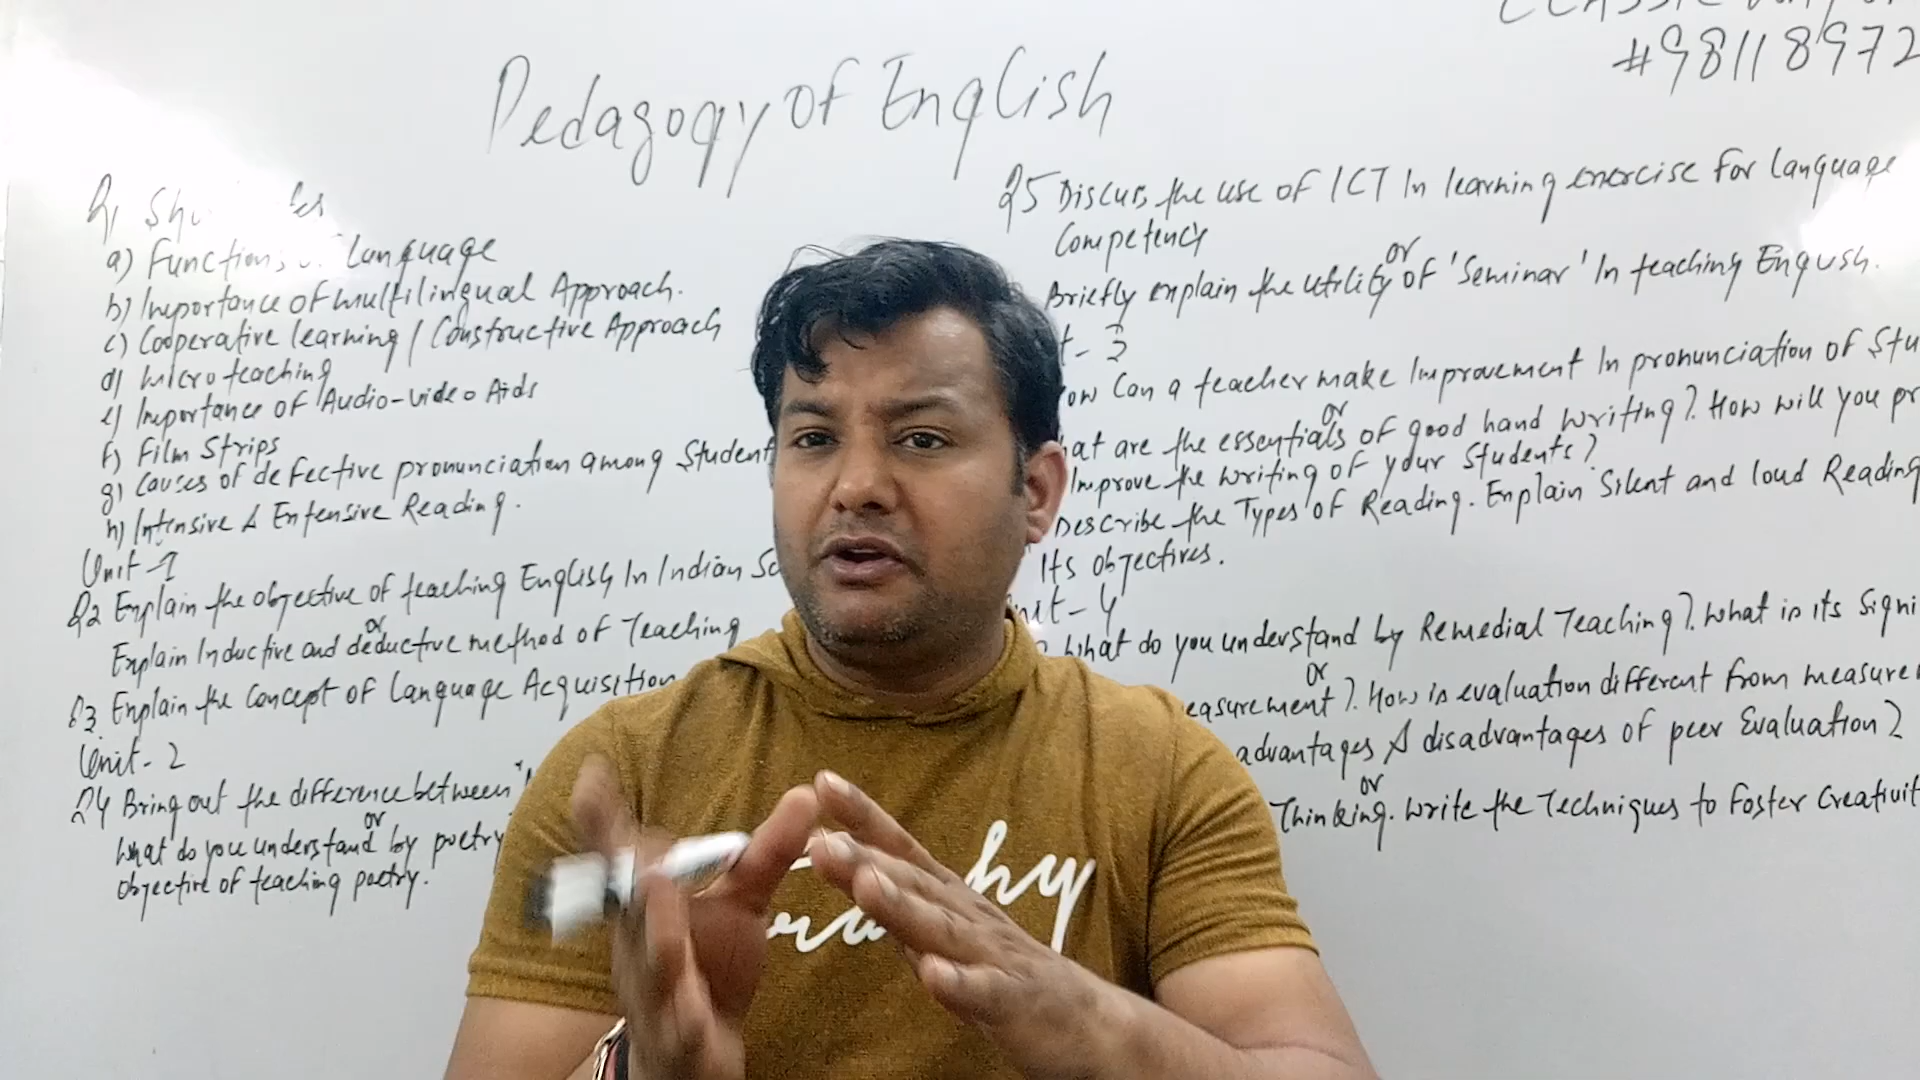 Pedagogy of English
#98118972
Q1
a) Functions Language
b) Importance of multilingual Approach.
c) Cooperative learning / Constructive Approach
d) Micro teaching
e) Importance of Audio-video Aids
f) Film Strips
g) Causes of defective pronunciation among Student
h) Intensive & Extensive Reading.
Unit-1
Q2 Explain the objective of teaching English In Indian
or
Explain Inductive and deductive method of Teaching
Q3 Explain the Concept of Language Acquisition
Unit-2
Q4 Bring out the difference between
or
What do you understand by poetry
objective of teaching poetry.
Q5 Discuss the use of ICT In learning exercise for Language
Competency
or
Briefly explain the utility of 'Seminar' In teaching English.
3
Can a teacher make Improvement In pronunciation of
or
are the essentials of good hand writing? How will you
Improve the writing of your Students?
Describe the Types of Reading. Explain Silent and loud Reading
Its objectives.
4
What do you understand by Remedial Teaching? What is its
or
easurement? How is evaluation different from
advantages & disadvantages of peer Evaluation?
or
Thinking. Write the Techniques to Foster
hy